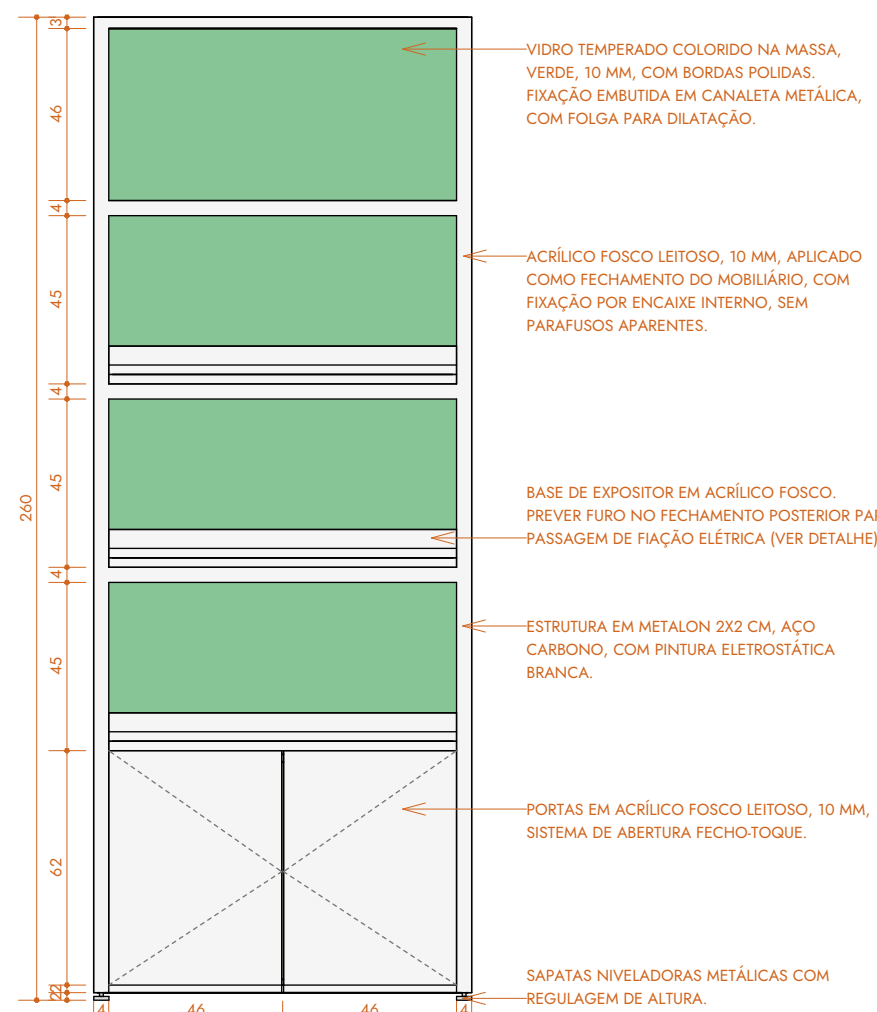 3
VIDRO TEMPERADO COLORIDO NA MASSA,
VERDE, 10 MM, COM BORDAS POLIDAS.
FIXAÇÃO EMBUTIDA EM CANALETA METÁLICA,
COM FOLGA PARA DILATAÇÃO.
46
4
ACRÍLICO FOSCO LEITOSO, 10 MM, APLICADO
COMO FECHAMENTO DO MOBILIÁRIO, COM
FIXAÇÃO POR ENCAIXE INTERNO, SEM
PARAFUSOS APARENTES.
45
4
45
260
BASE DE EXPOSITOR EM ACRÍLICO FOSCO.
PREVER FURO NO FECHAMENTO POSTERIOR PAI
PASSAGEM DE FIAÇÃO ELÉTRICA (VER DETALHE)
4
ESTRUTURA EM METALON 2X2 CM, AÇO
CARBONO, COM PINTURA ELETROSTÁTICA
BRANCA.
45
PORTAS EM ACRÍLICO FOSCO LEITOSO, 10 MM,
SISTEMA DE ABERTURA FECHO-TOQUE.
62
SAPATAS NIVELADORAS METÁLICAS COM
REGULAGEM DE ALTURA.
2
2
4 46 46 4